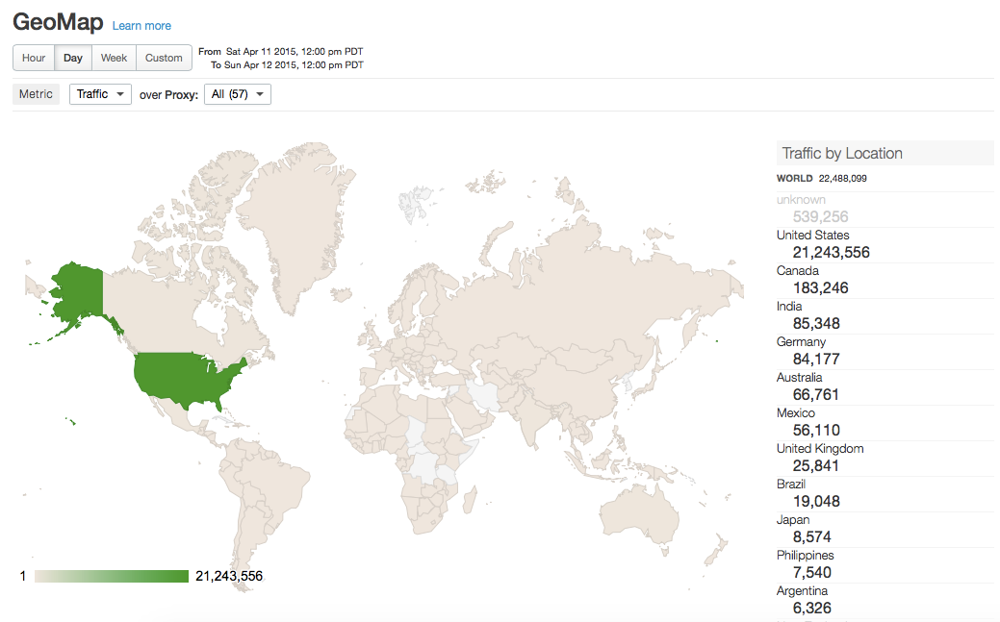 GeoMap Learn more
Hour Day Week Custom From Sat Apr 11 2015, 12:00 pm PDT
To Sun Apr 12 2015, 12:00 pm PDT
Metric Traffic over Proxy: All (57)
Traffic by Location
WORLD 22,488,099
unknown
539,256
United States
21,243,556
Canada
183,246
India
85,348
Germany
84,177
Australia
66,761
Mexico
56,110
United Kingdom
25,841
Brazil
19,048
Japan
8,574
Philippines
7,540
Argentina
6,326
1 21,243,556